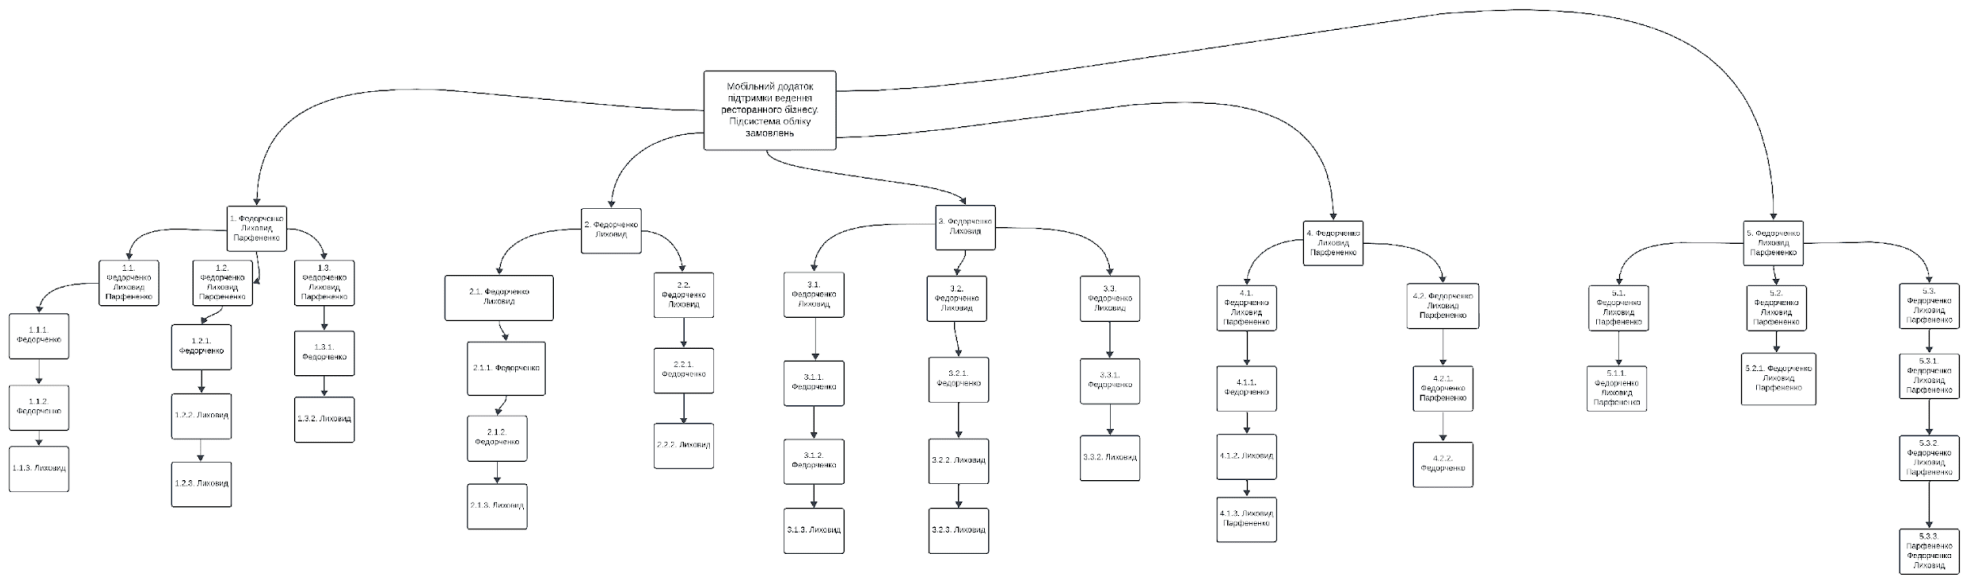 Мобільний додаток
підтримки ведення
ресторанного бізнесу.
Підсистема обліку
замовлень
1. Федорченко
Лиховид
Парфененко
1.1.
Федорченко
Лиховид
Парфененко
1.1.1.
Федорченко
1.1.2.
Федорченко
1.1.3. Лиховид
1.2.
Федорченко
Лиховид
Парфененко
1.2.1.
Федорченко
1.2.2. Лиховид
1.2.3. Лиховид
1.3.
Федорченко
Лиховид
Парфененко
1.3.1.
Федорченко
1.3.2. Лиховид
2. Федорченко
Лиховид
2.1. Федорченко
Лиховид
2.1.1. Федорченко
2.1.2.
Федорченко
2.1.3. Лиховид
2.2.
Федорченко
Лиховид
2.2.1.
Федорченко
2.2.2. Лиховид
3. Федорченко
Лиховид
3.1.
Федорченко
Лиховид
3.1.1.
Федорченко
3.1.2.
Федорченко
3.1.3. Лиховид
3.2.
Федорченко
Лиховид
3.2.1.
Федорченко
3.2.2. Лиховид
3.2.3. Лиховид
3.3.
Федорченко
Лиховид
3.3.1.
Федорченко
3.3.2. Лиховид
4. Федорченко
Лиховид
Парфененко
4.1.
Федорченко
Лиховид
Парфененко
4.1.1.
Федорченко
4.1.2. Лиховид
4.1.3. Лиховид
Парфененко
4.2. Федорченко
Лиховид
Парфененко
4.2.1.
Федорченко
Парфененко
4.2.2.
Федорченко
5. Федорченко
Лиховид
Парфененко
5.1.
Федорченко
Лиховид
Парфененко
5.1.1.
Федорченко
Лиховид
Парфененко
5.2.
Федорченко
Лиховид
Парфененко
5.2.1. Федорченко
Лиховид
Парфененко
5.3.
Федорченко
Лиховид
Парфененко
5.3.1.
Федорченко
Лиховид
Парфененко
5.3.2.
Федорченко
Лиховид
Парфененко
5.3.3.
Парфененко
Федорченко
Лиховид